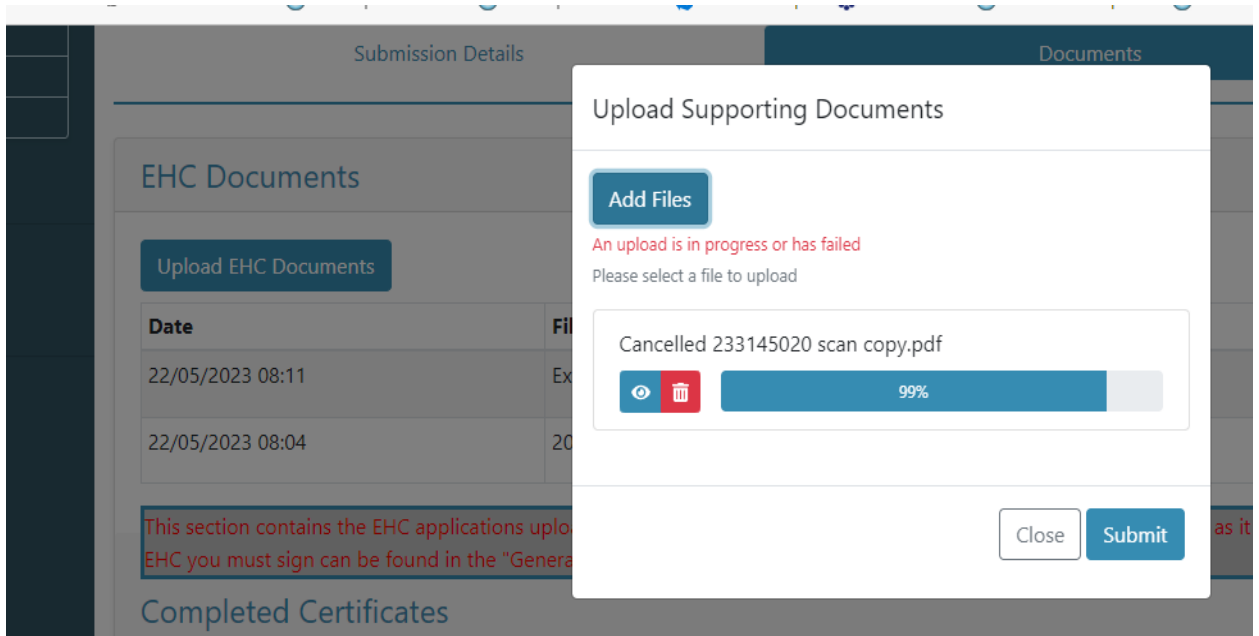 Submission Details
Documents
Upload Supporting Documents
EHC Documents
Add Files
An upload is in progress or has failed
Please select a file to upload
Upload EHC Documents
Date
Fil
Cancelled 233145020 scan copy.pdf
22/05/2023 08:11
Ex
99%
22/05/2023 08:04
20
This section contains the EHC applications uplo
as it
EHC you must sign can be found in the "Genera
Close
Submit
Completed Certificates